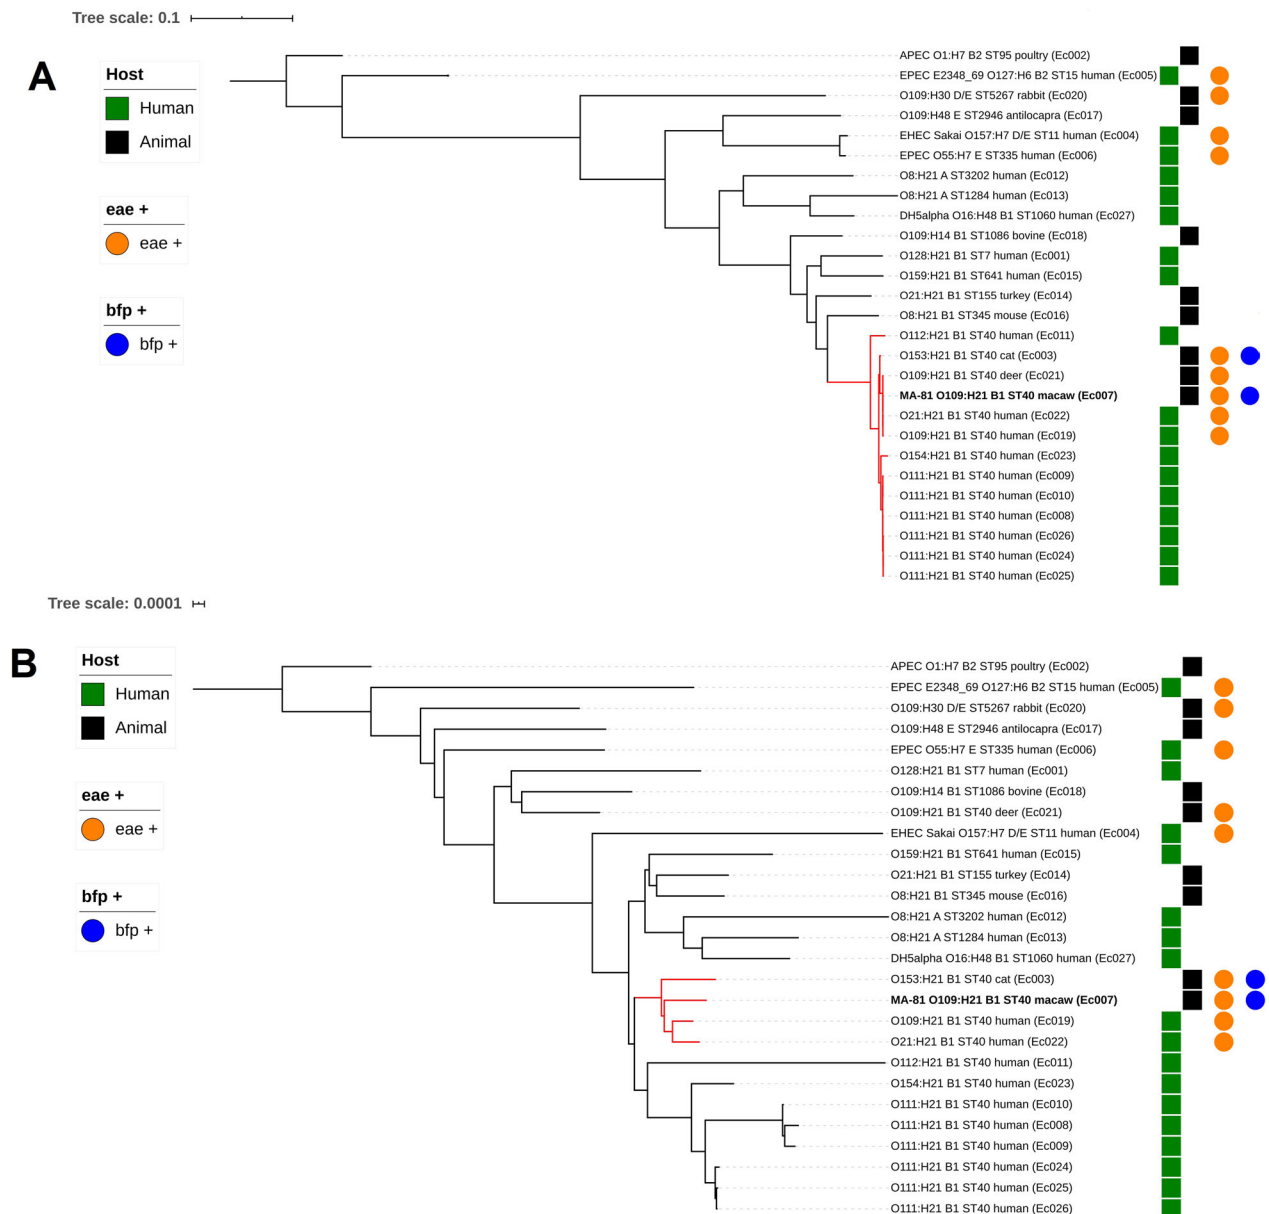 Tree scale: 0.1
A
Host
Human
Animal
eae +
eae +
bfp +
bfp +
APEC O1:H7 B2 ST95 poultry (Ec002)
EPEC E2348_69 O127:H6 B2 ST15 human (Ec005)
O109:H30 D/E ST5267 rabbit (Ec020)
O109:H48 E ST2946 antilocapra (Ec017)
EHEC Sakai O157:H7 D/E ST11 human (Ec004)
EPEC O55:H7 E ST335 human (Ec006)
O8:H21 A ST3202 human (Ec012)
O8:H21 A ST1284 human (Ec013)
DH5alpha O16:H48 B1 ST1060 human (Ec027)
O109:H14 B1 ST1086 bovine (Ec018)
O128:H21 B1 ST7 human (Ec001)
O159:H21 B1 ST641 human (Ec015)
O21:H21 B1 ST155 turkey (Ec014)
O8:H21 B1 ST345 mouse (Ec016)
O112:H21 B1 ST40 human (Ec011)
O153:H21 B1 ST40 cat (Ec003)
O109:H21 B1 ST40 deer (Ec021)
MA-81 O109:H21 B1 ST40 macaw (Ec007)
O21:H21 B1 ST40 human (Ec022)
O109:H21 B1 ST40 human (Ec019)
O154:H21 B1 ST40 human (Ec023)
O111:H21 B1 ST40 human (Ec009)
O111:H21 B1 ST40 human (Ec010)
O111:H21 B1 ST40 human (Ec008)
O111:H21 B1 ST40 human (Ec026)
O111:H21 B1 ST40 human (Ec024)
O111:H21 B1 ST40 human (Ec025)
Tree scale: 0.0001
B
Host
Human
Animal
eae +
eae +
bfp +
bfp +
APEC O1:H7 B2 ST95 poultry (Ec002)
EPEC E2348_69 O127:H6 B2 ST15 human (Ec005)
O109:H30 D/E ST5267 rabbit (Ec020)
O109:H48 E ST2946 antilocapra (Ec017)
EPEC O55:H7 E ST335 human (Ec006)
O128:H21 B1 ST7 human (Ec001)
O109:H14 B1 ST1086 bovine (Ec018)
O109:H21 B1 ST40 deer (Ec021)
EHEC Sakai O157:H7 D/E ST11 human (Ec004)
O159:H21 B1 ST641 human (Ec015)
O21:H21 B1 ST155 turkey (Ec014)
O8:H21 B1 ST345 mouse (Ec016)
O8:H21 A ST3202 human (Ec012)
O8:H21 A ST1284 human (Ec013)
DH5alpha O16:H48 B1 ST1060 human (Ec027)
O153:H21 B1 ST40 cat (Ec003)
MA-81 O109:H21 B1 ST40 macaw (Ec007)
O109:H21 B1 ST40 human (Ec019)
O21:H21 B1 ST40 human (Ec022)
O112:H21 B1 ST40 human (Ec011)
O154:H21 B1 ST40 human (Ec023)
O111:H21 B1 ST40 human (Ec010)
O111:H21 B1 ST40 human (Ec008)
O111:H21 B1 ST40 human (Ec009)
O111:H21 B1 ST40 human (Ec024)
O111:H21 B1 ST40 human (Ec025)
O111:H21 B1 ST40 human (Ec026)